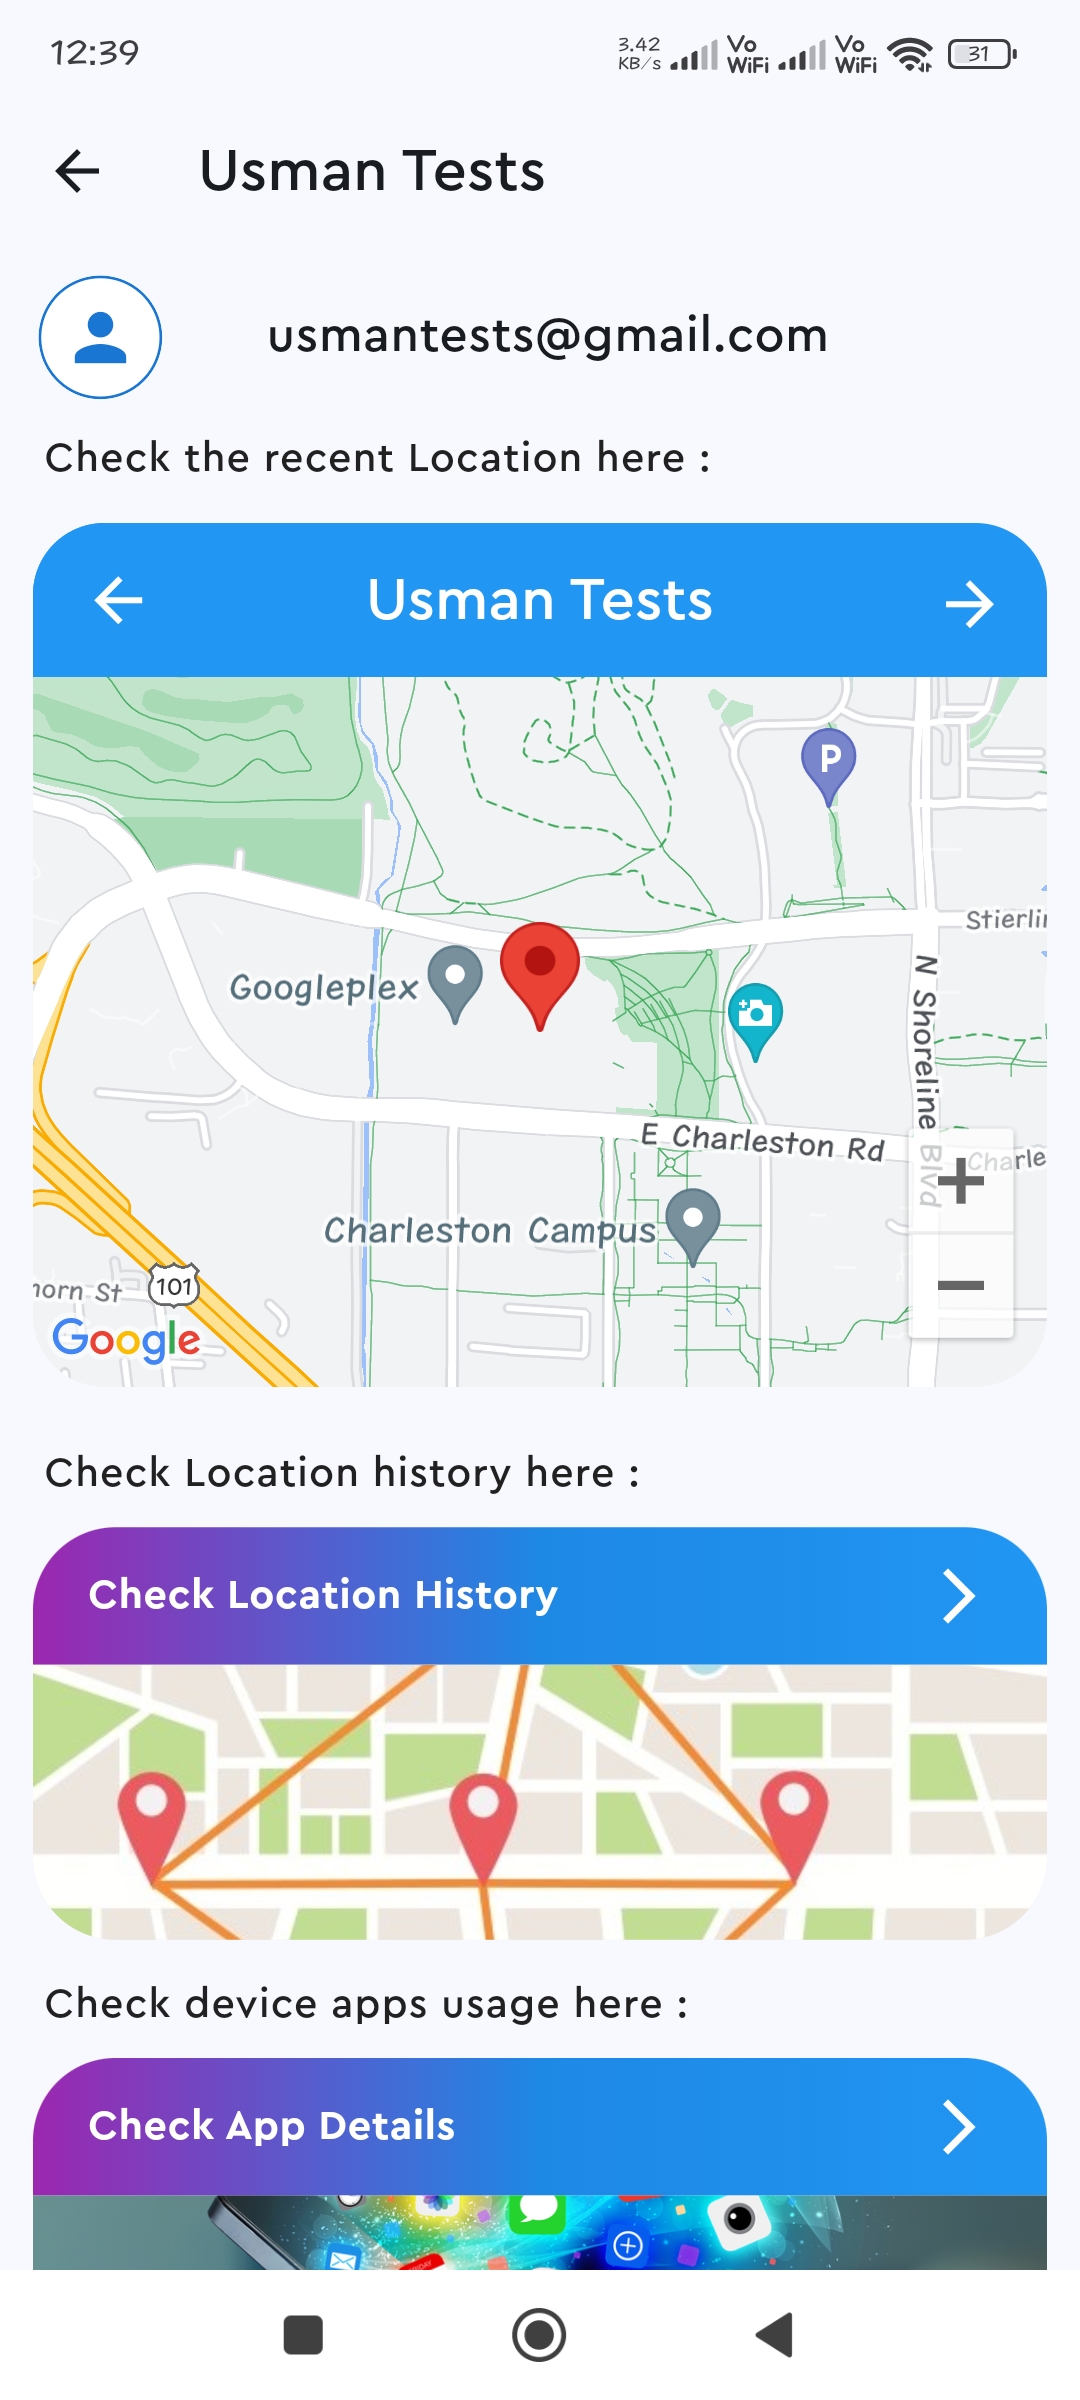 12:39
3.42 KB/s Vo WiFi Vo WiFi 31
Usman Tests
usmantests@gmail.com
Check the recent Location here :
Usman Tests
P
Stierlin
Googleplex
N Shoreline Blvd
E Charleston Rd
Charle
Charleston Campus
horn St
101
Google
Check Location history here :
Check Location History
Check device apps usage here :
Check App Details